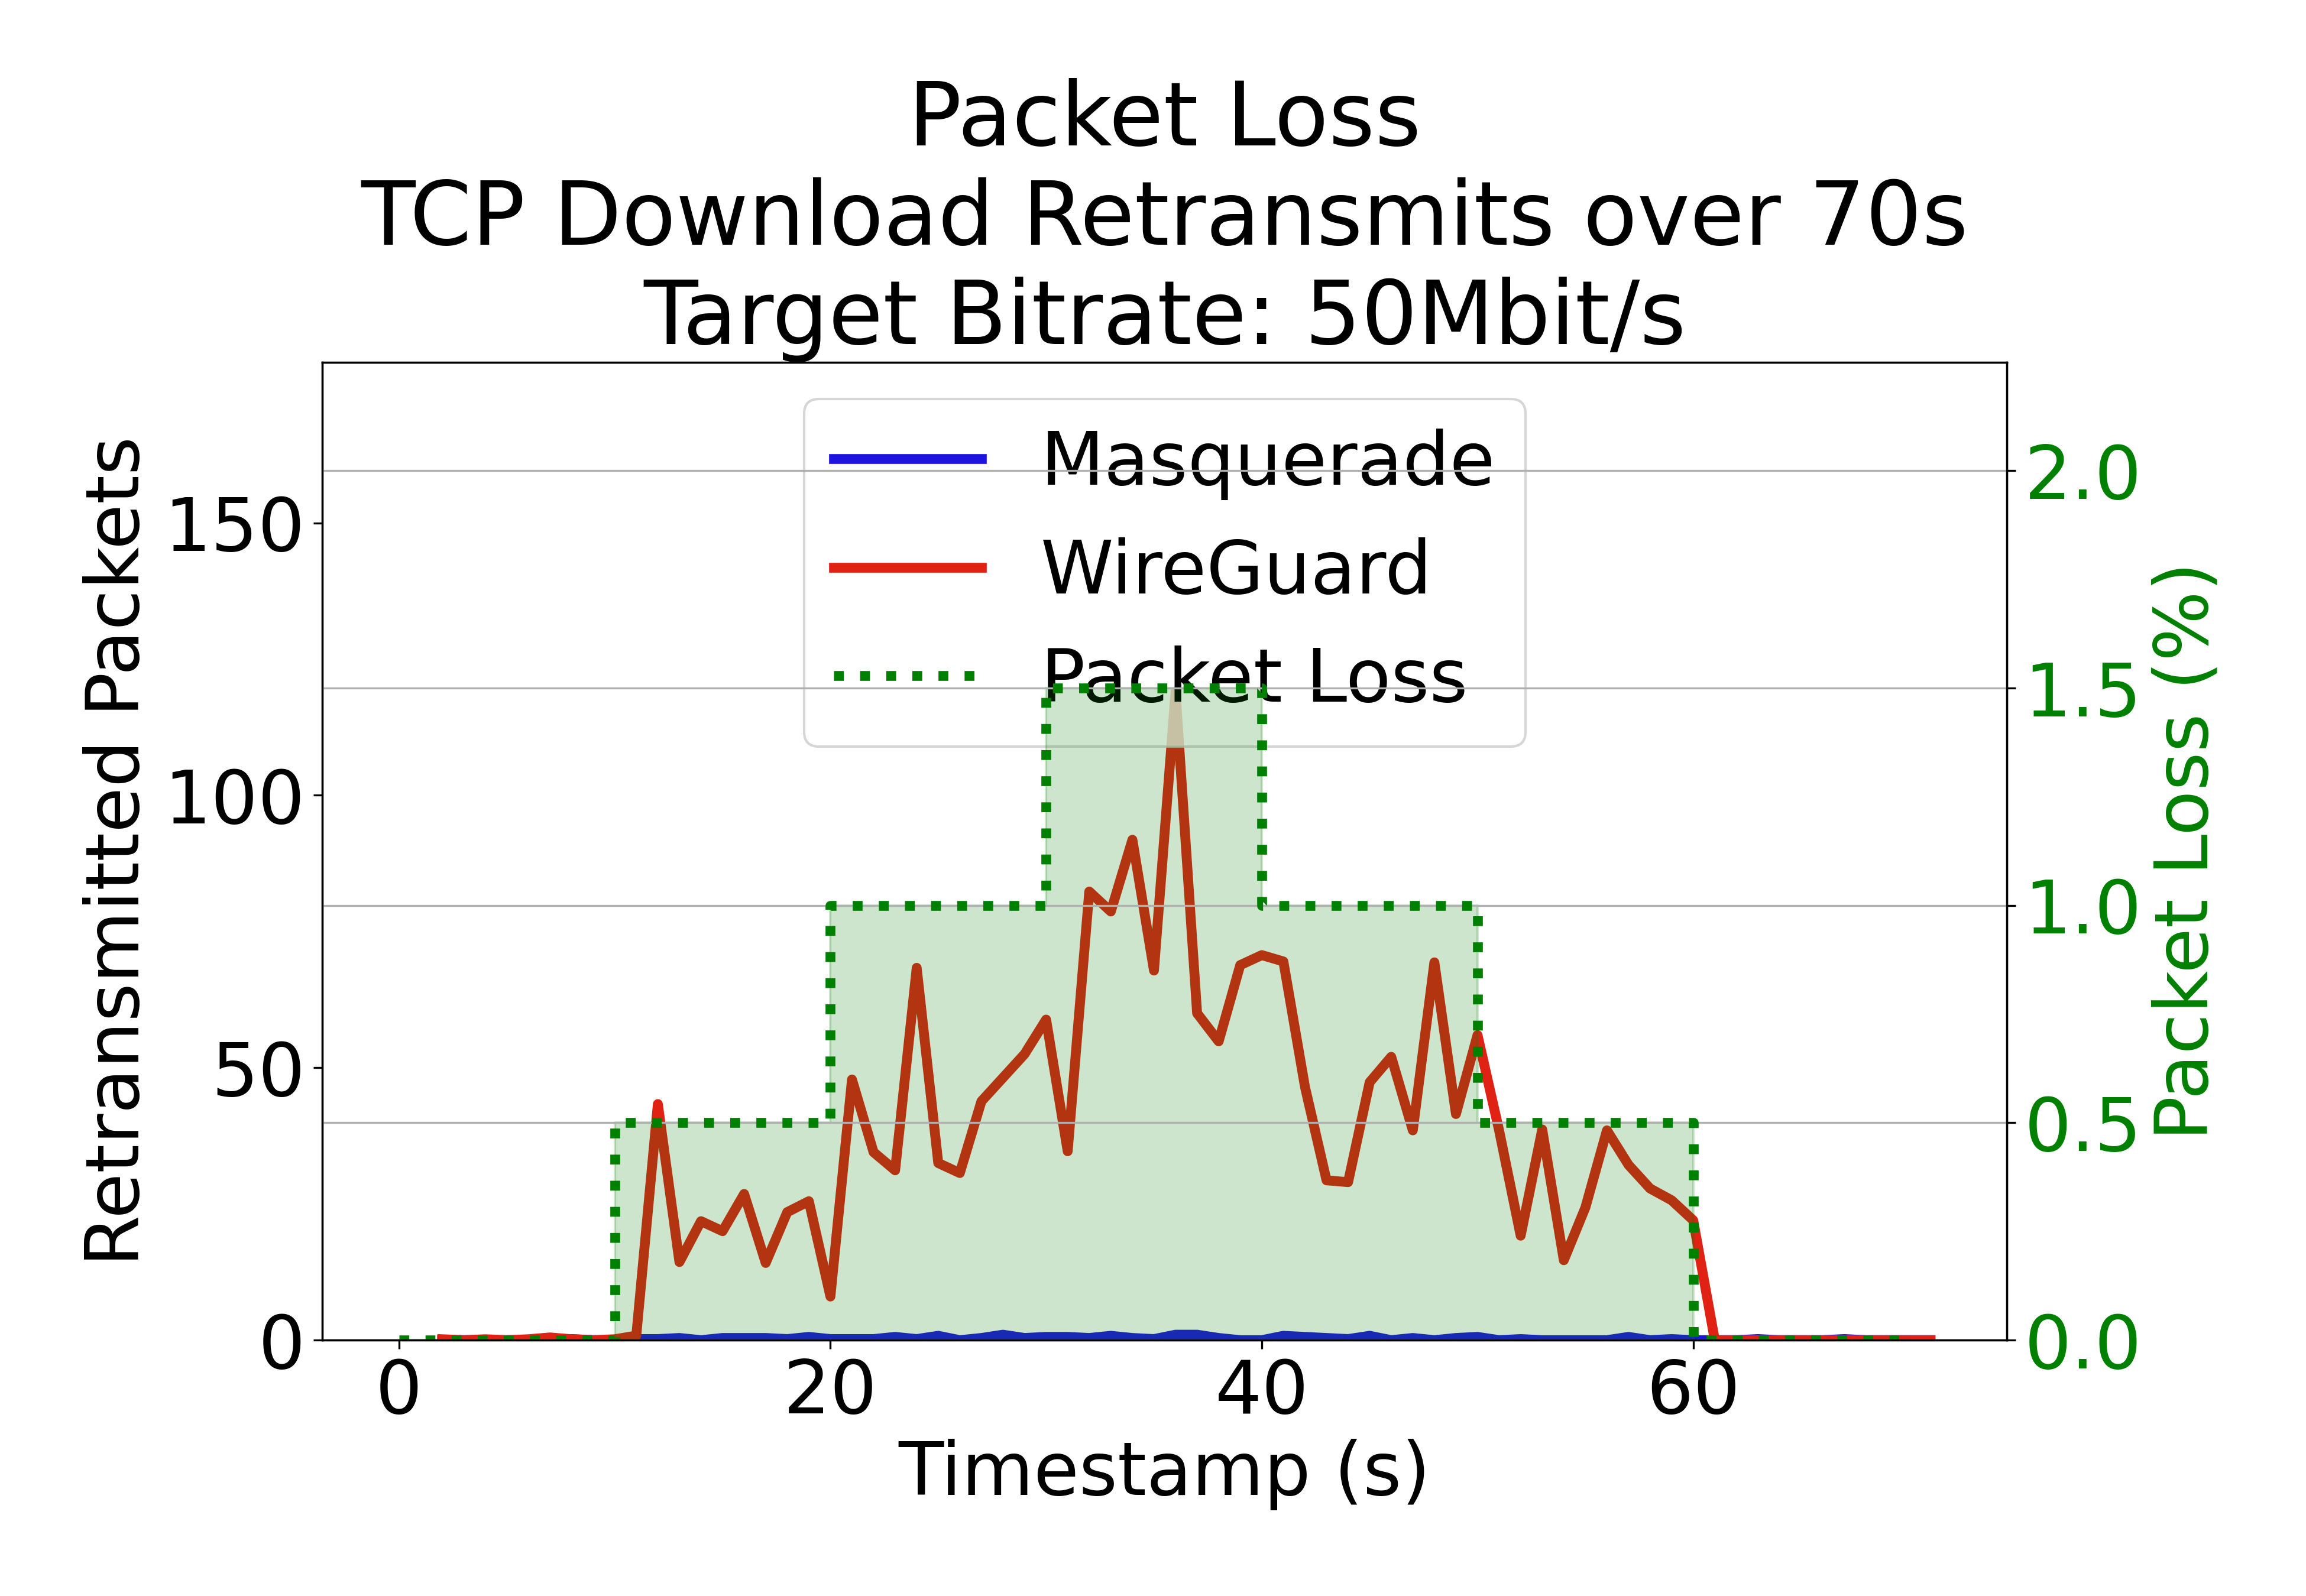 Packet Loss
TCP Download Retransmits over 70s
Target Bitrate: 50Mbit/s
Retransmitted Packets
150
100
50
0
Masquerade
WireGuard
Packet Loss
2.0
1.5
1.0
0.5
0.0
Packet Loss (%)
0 20 40 60
Timestamp (s)